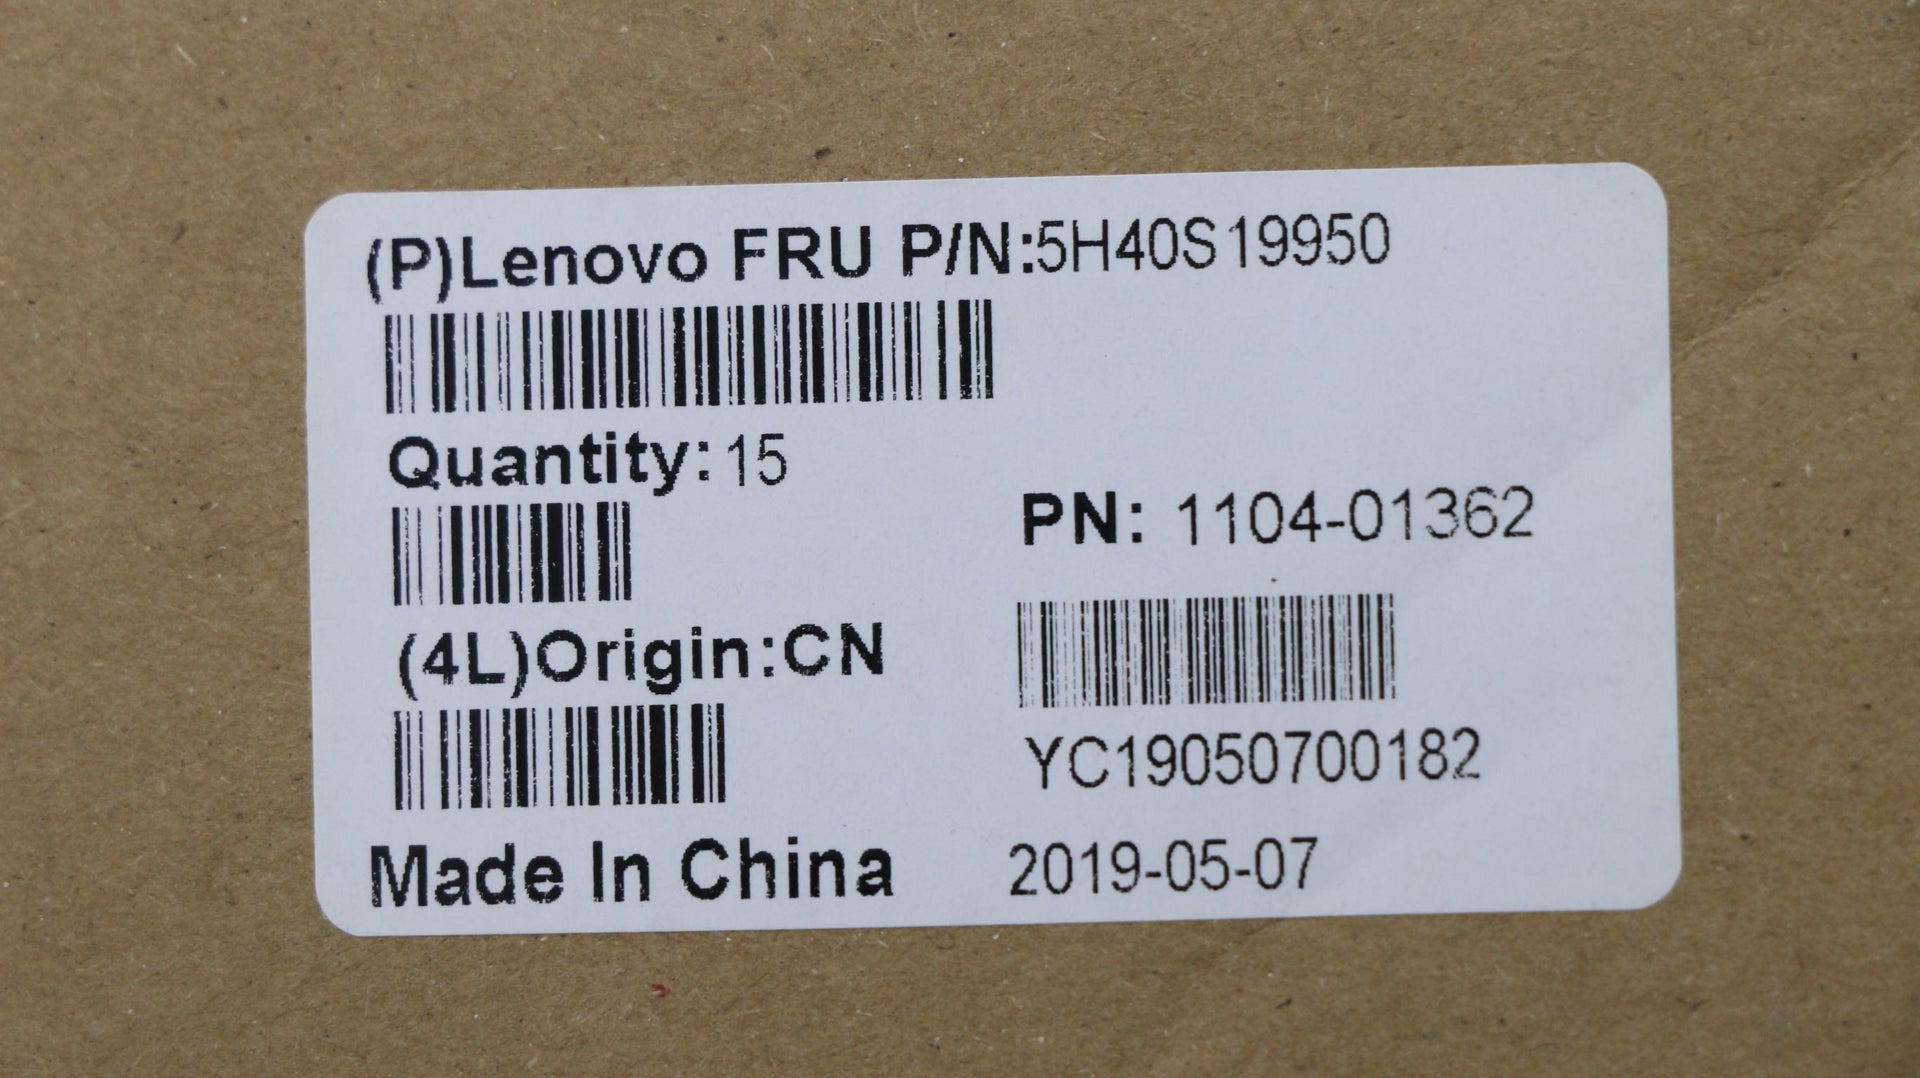 (P)Lenovo FRU P/N:5H40S19950
Quantity: 15
PN: 1104-01362
(4L)Origin:CN
YC19050700182
Made In China
2019-05-07